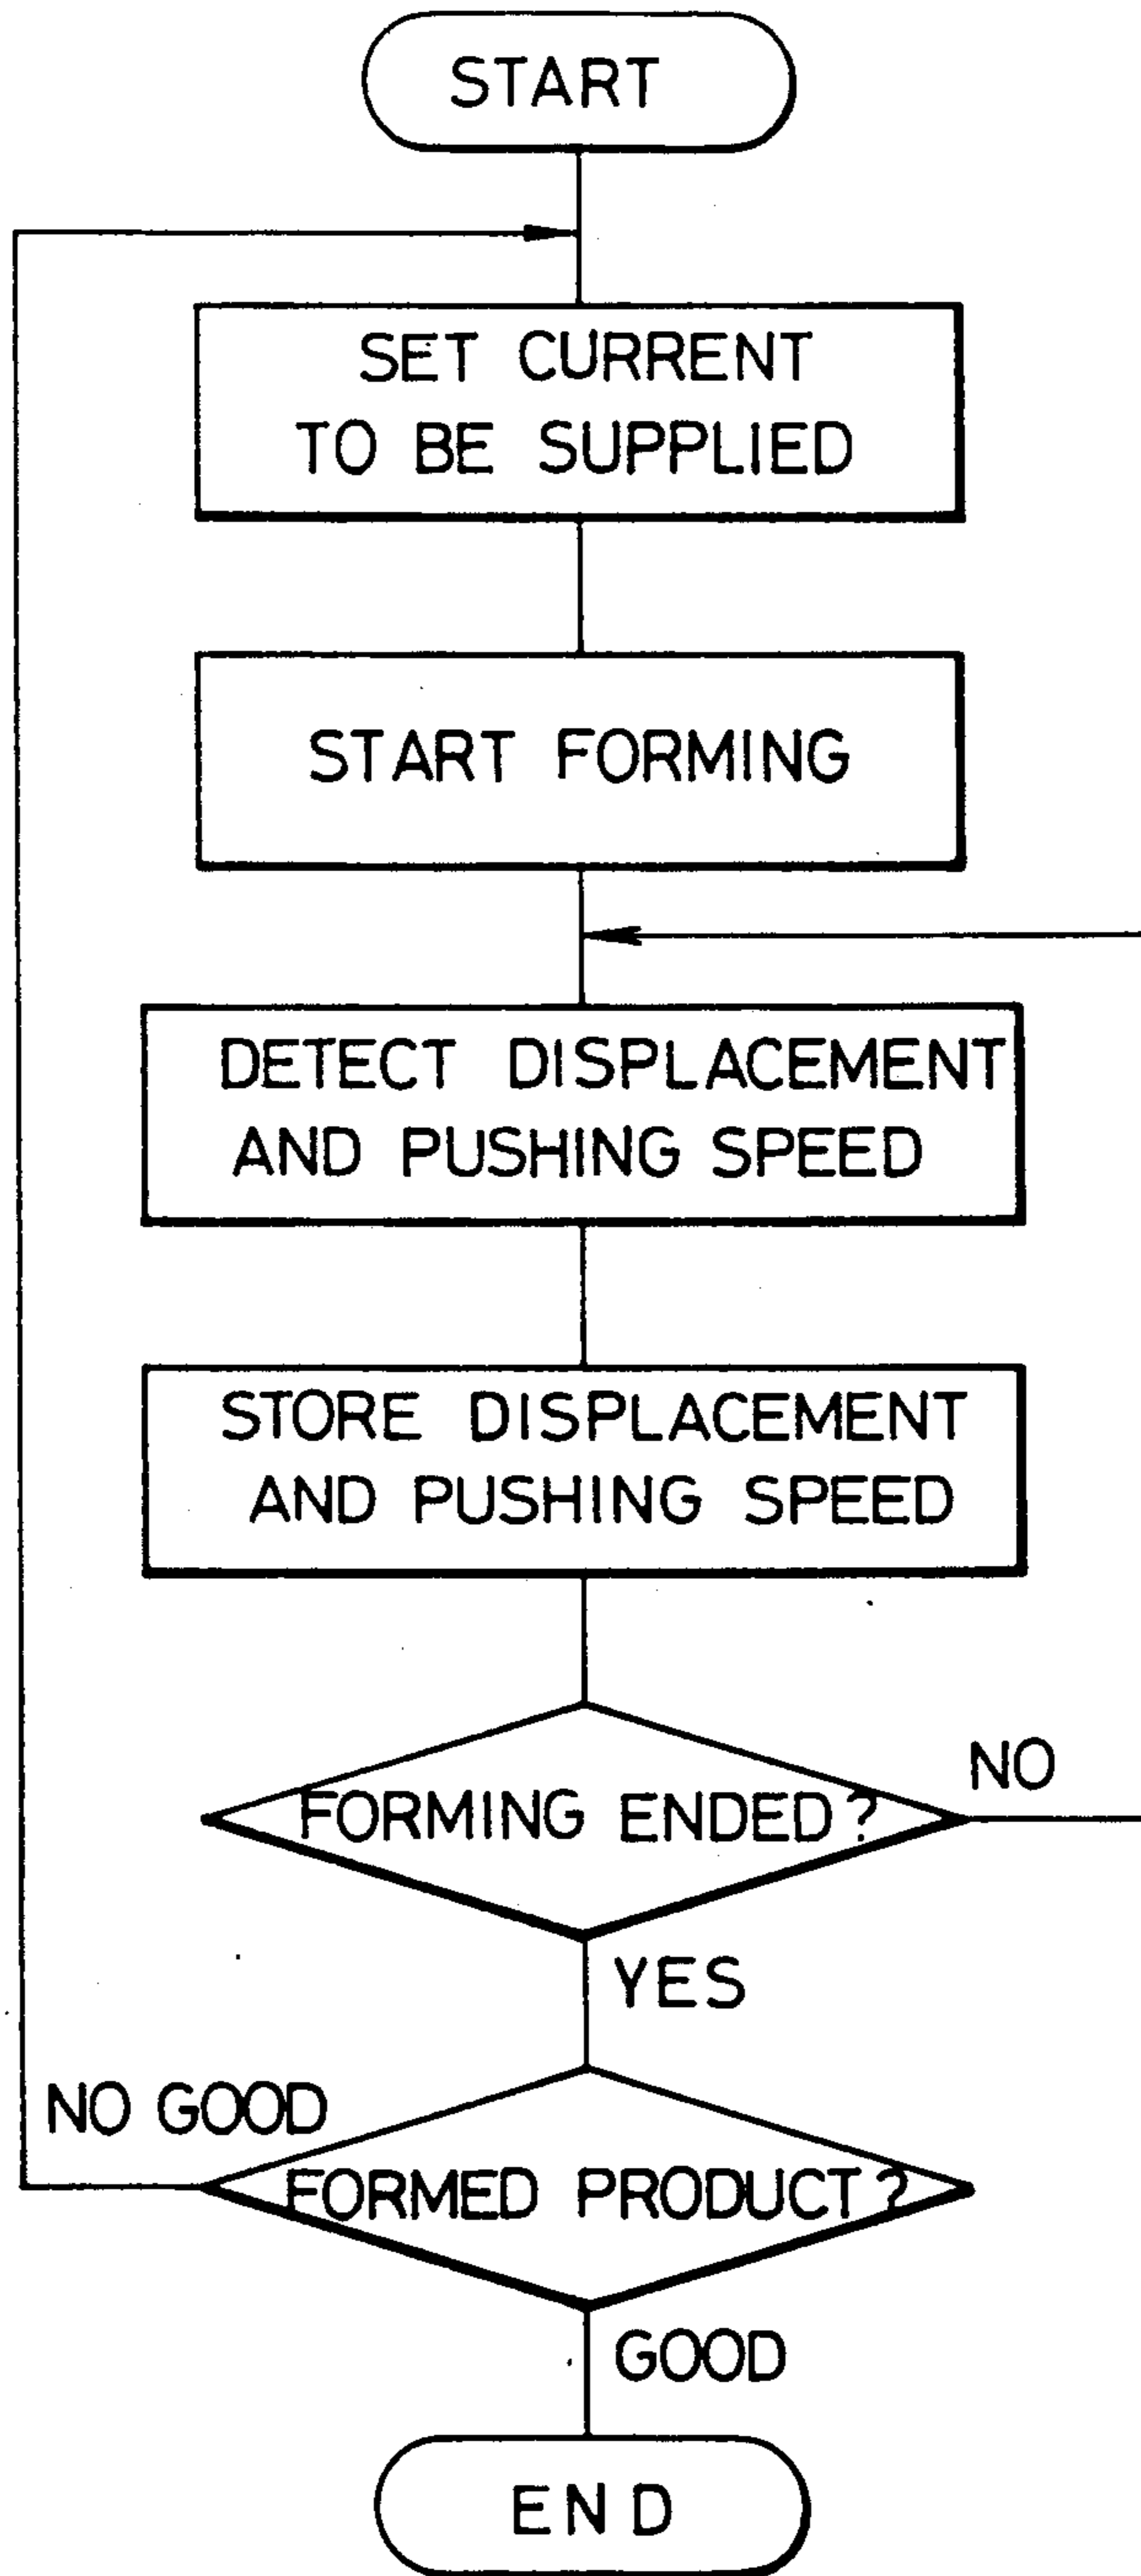 START
SET CURRENT
TO BE SUPPLIED
START FORMING
DETECT DISPLACEMENT
AND PUSHING SPEED
STORE DISPLACEMENT
AND PUSHING SPEED
FORMING ENDED?
NO
YES
NO GOOD
FORMED PRODUCT?
GOOD
END